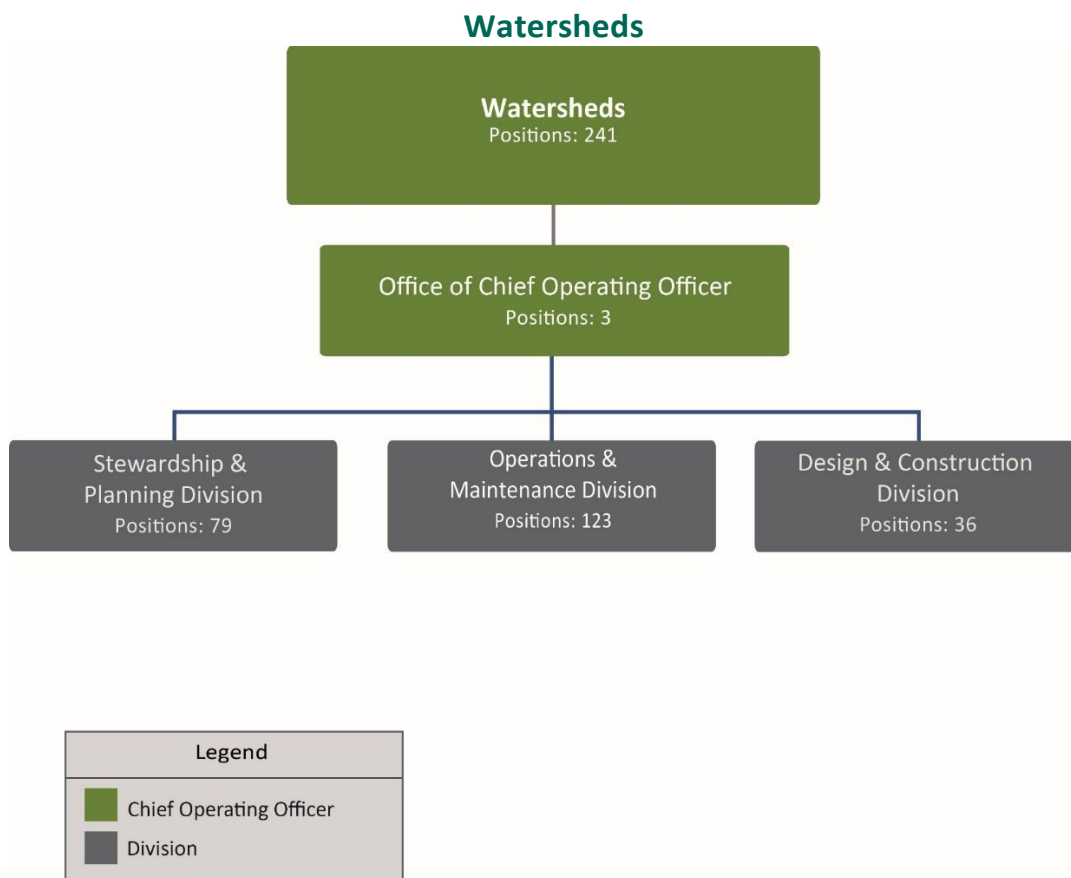 Watersheds
Watersheds
Positions: 241
Office of Chief Operating Officer
Positions: 3
Stewardship &
Planning Division
Positions: 79
Operations &
Maintenance Division
Positions: 123
Design & Construction
Division
Positions: 36
Legend
Chief Operating Officer
Division